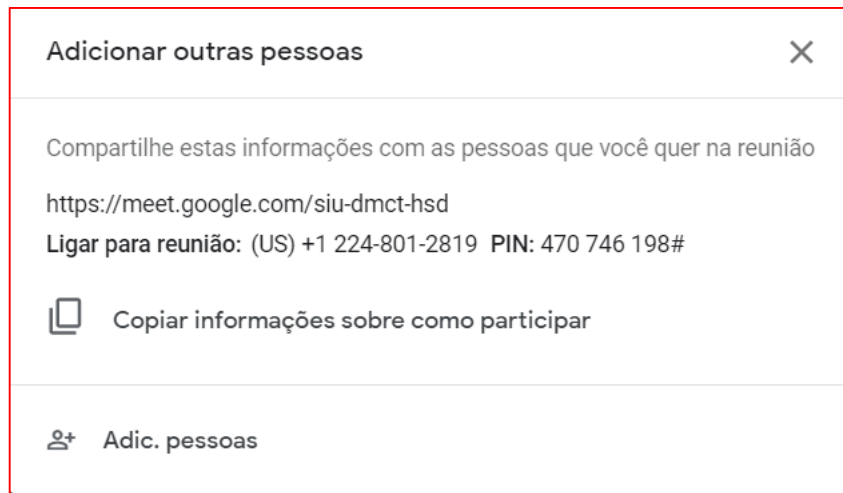 Adicionar outras pessoas
Compartilhe estas informações com as pessoas que você quer na reunião
https://meet.google.com/siu-dmct-hsd
Ligar para reunião: (US) +1 224-801-2819 PIN: 470 746 198#
Copiar informações sobre como participar
Adic. pessoas